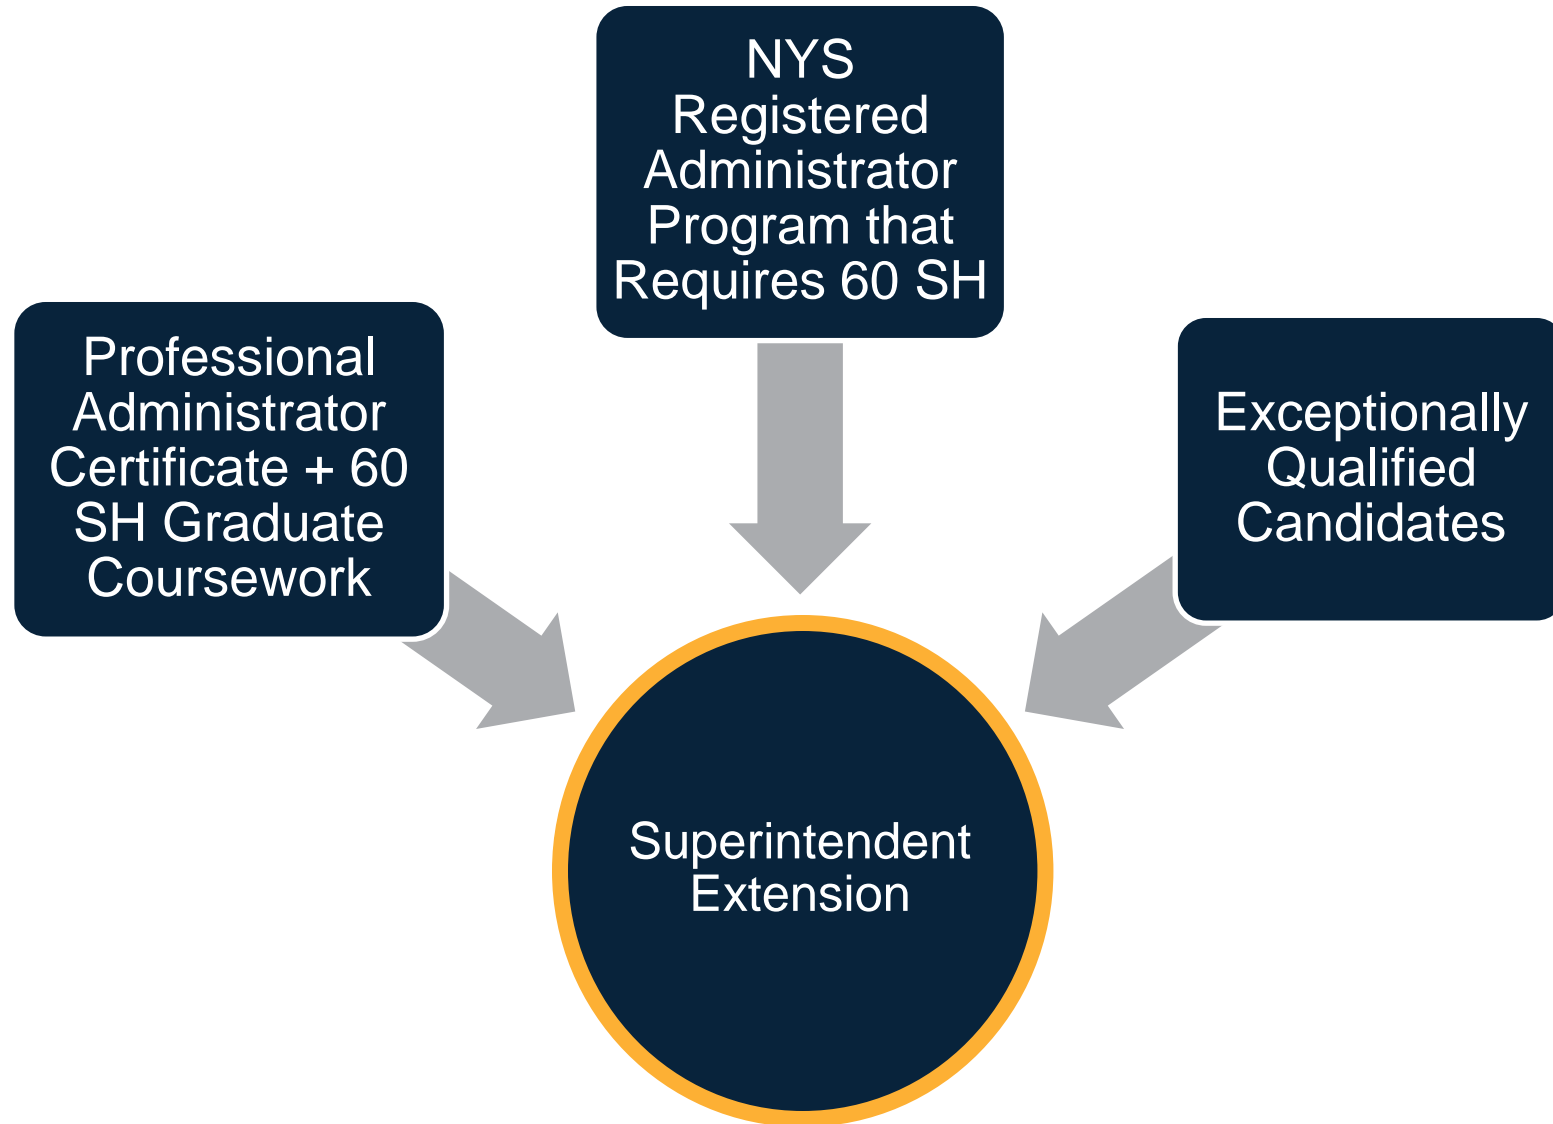 NYS
Registered
Administrator
Program that
Requires 60 SH
Professional
Administrator
Certificate + 60
SH Graduate
Coursework
Exceptionally
Qualified
Candidates
Superintendent
Extension